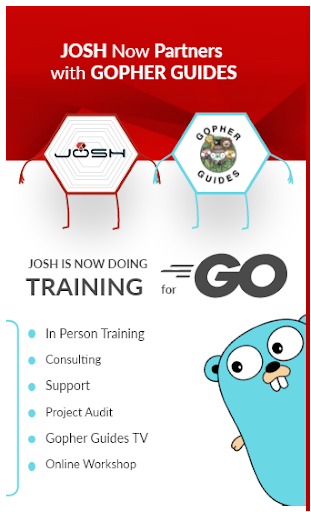 JOSH Now Partners
with GOPHER GUIDES
JOSH
GOPHER
GUIDES
JOSH IS NOW DOING
TRAINING for GO
In Person Training
Consulting
Support
Project Audit
Gopher Guides TV
Online Workshop